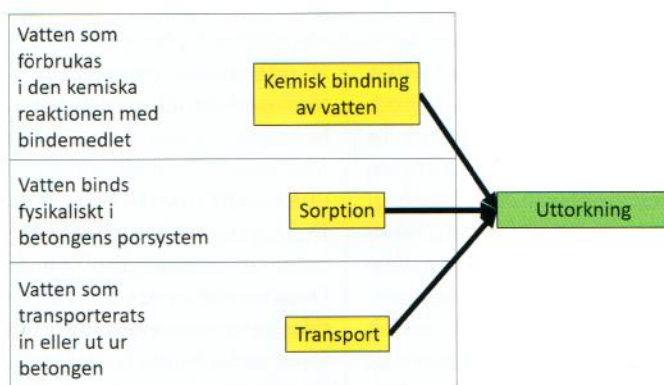 Vatten som
förbrukas
i den kemiska
reaktionen med
bindemedlet
Kemisk bindning
av vatten
Vatten binds
fysikaliskt i
betongens porsystem
Sorption
Uttorkning
Vatten som
transporterats
in eller ut ur
betongen
Transport